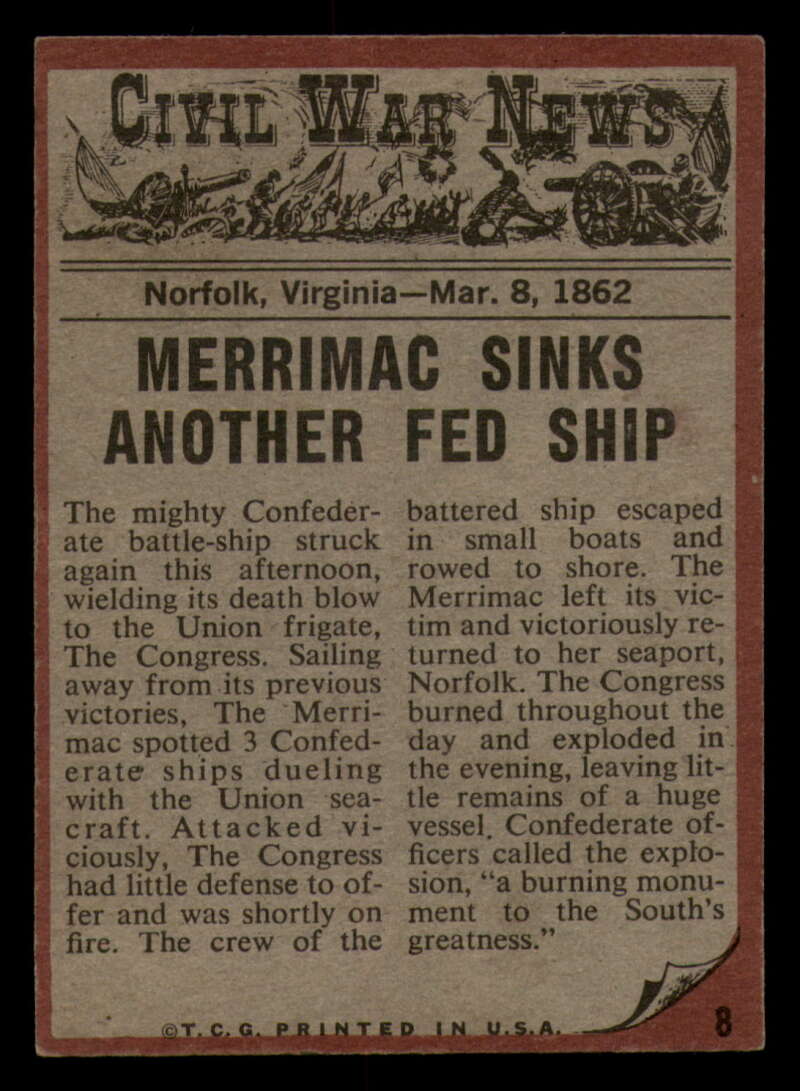 CIVIL WAR NEWS
Norfolk, Virginia—Mar. 8, 1862
MERRIMAC SINKS
ANOTHER FED SHIP
The mighty Confeder-
ate battle-ship struck
again this afternoon,
wielding its death blow
to the Union frigate,
The Congress. Sailing
away from its previous
victories, The Merri-
mac spotted 3 Confed-
erate ships dueling
with the Union sea-
craft. Attacked vi-
ciously, The Congress
had little defense to of-
fer and was shortly on
fire. The crew of the
battered ship escaped
in small boats and
rowed to shore. The
Merrimac left its vic-
tim and victoriously re-
turned to her seaport,
Norfolk. The Congress
burned throughout the
day and exploded in
the evening, leaving lit-
tle remains of a huge
vessel. Confederate of-
ficers called the explo-
sion, “a burning monu-
ment to the South’s
greatness.”
©T. C. G. PRINTED IN U.S.A.
8